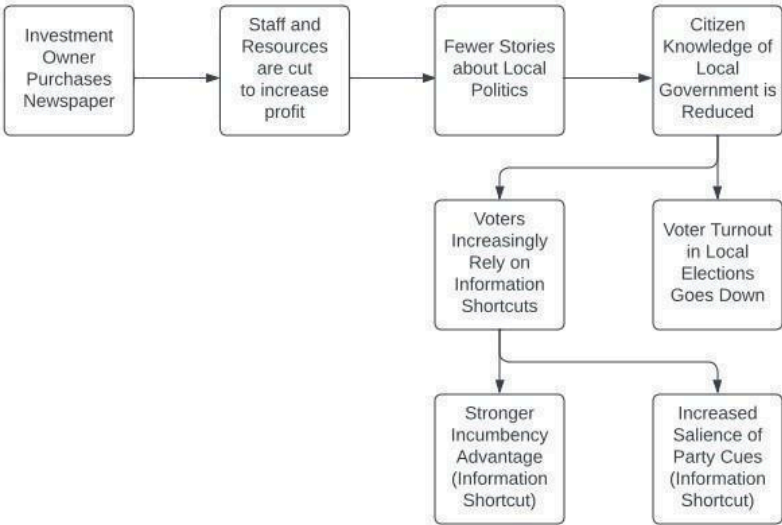 Investment
Owner
Purchases
Newspaper
Staff and
Resources
are cut
to increase
profit
Fewer Stories
about Local
Politics
Citizen
Knowledge of
Local
Government is
Reduced
Voters
Increasingly
Rely on
Information
Shortcuts
Voter Turnout
in Local
Elections
Goes Down
Stronger
Incumbency
Advantage
(Information
Shortcut)
Increased
Salience of
Party Cues
(Information
Shortcut)